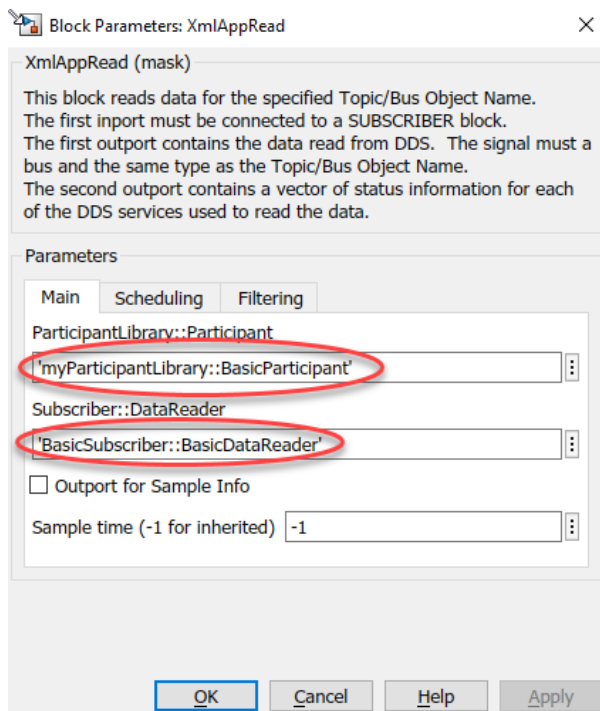 Block Parameters: XmlAppRead
XmlAppRead (mask)
This block reads data for the specified Topic/Bus Object Name.
The first inport must be connected to a SUBSCRIBER block.
The first outport contains the data read from DDS.  The signal must a
bus and the same type as the Topic/Bus Object Name.
The second outport contains a vector of status information for each
of the DDS services used to read the data.
Parameters
Main Scheduling Filtering
ParticipantLibrary::Participant
'myParticipantLibrary::BasicParticipant'
Subscriber::DataReader
'BasicSubscriber::BasicDataReader'
Outport for Sample Info
Sample time (-1 for inherited) -1
OK Cancel Help Apply